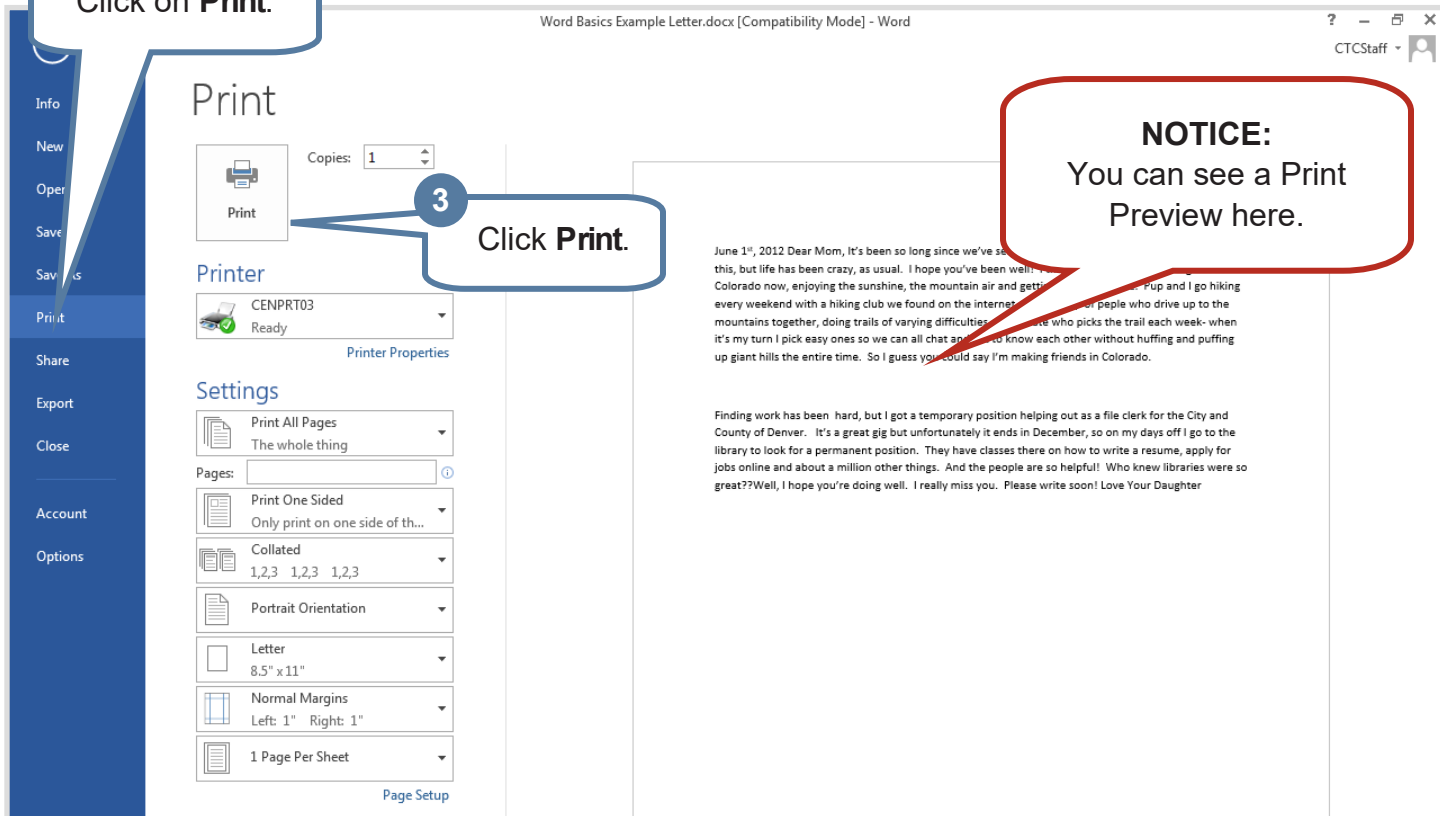 Click on Print.
Word Basics Example Letter.docx [Compatibility Mode] - Word
?
CTCStaff
Info
New
Open
Save
Save As
Print
Share
Export
Close
Account
Options
Print
Copies: 1
Print
3
Click Print.
Printer
CENPRT03
Ready
Printer Properties
Settings
Print All Pages
The whole thing
Pages:
Print One Sided
Only print on one side of th...
Collated
1,2,3 1,2,3 1,2,3
Portrait Orientation
Letter
8.5" x 11"
Normal Margins
Left: 1" Right: 1"
1 Page Per Sheet
Page Setup
NOTICE:
You can see a Print
Preview here.
June 1st, 2012 Dear Mom, It's been so long since we've
this, but life has been crazy, as usual. I hope you've been well!
Colorado now, enjoying the sunshine, the mountain air and Pup and I go hiking
every weekend with a hiking club we found on the internet peple who drive up to the
mountains together, doing trails of varying difficulties who picks the trail each week- when
it's my turn I pick easy ones so we can all chat know each other without huffing and puffing
up giant hills the entire time. So I guess you could say I'm making friends in Colorado.
Finding work has been hard, but I got a temporary position helping out as a file clerk for the City and
County of Denver. It's a great gig but unfortunately it ends in December, so on my days off I go to the
library to look for a permanent position. They have classes there on how to write a resume, apply for
jobs online and about a million other things. And the people are so helpful! Who knew libraries were so
great??Well, I hope you're doing well. I really miss you. Please write soon! Love Your Daughter